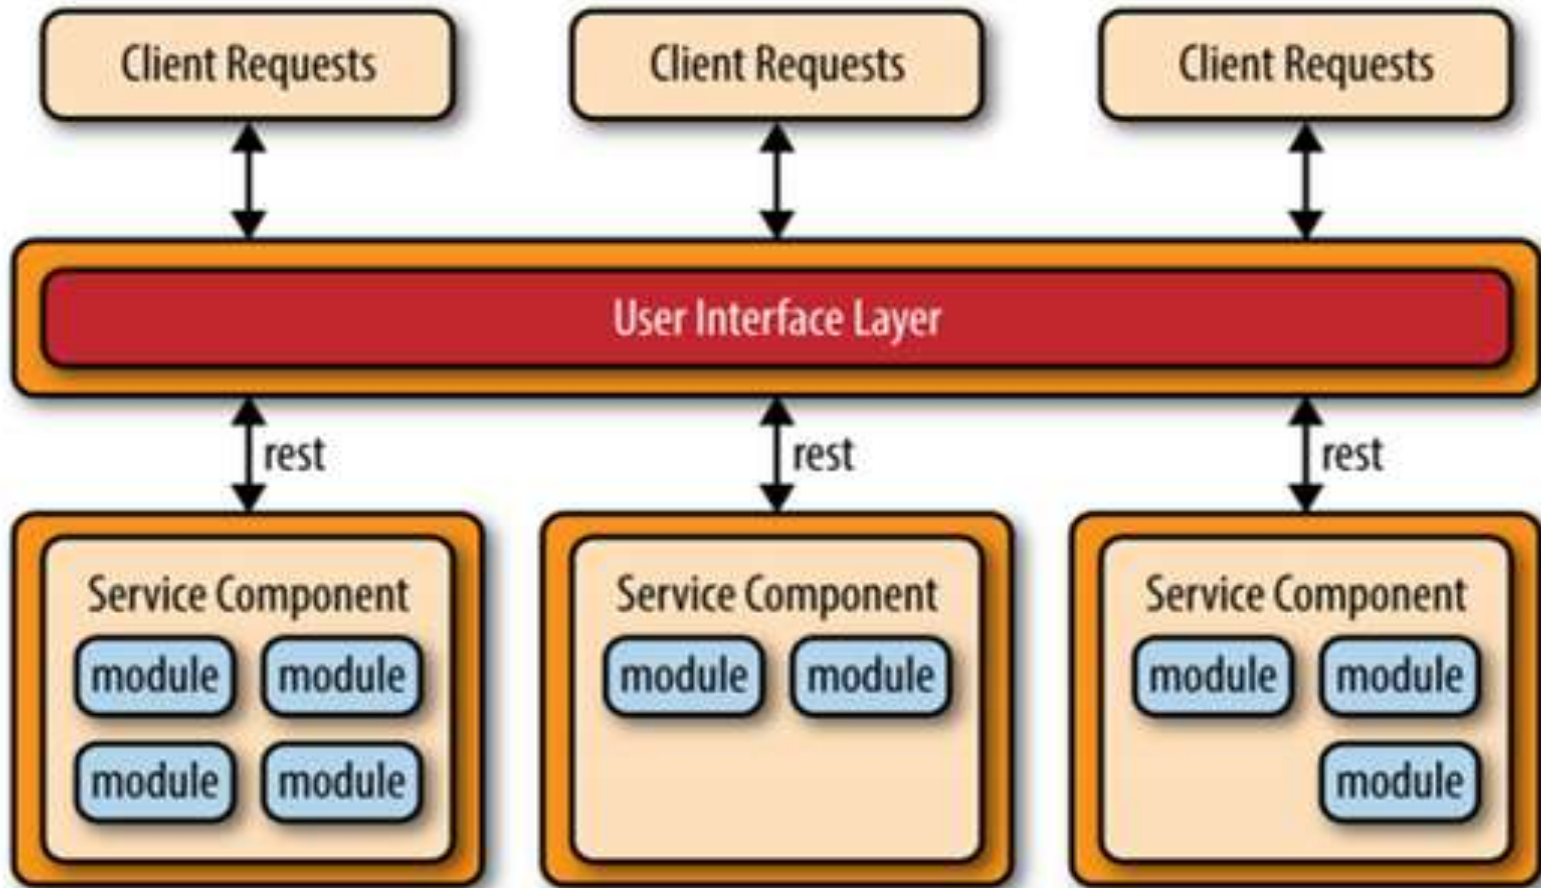 Client Requests
Client Requests
Client Requests
User Interface Layer
rest
rest
rest
Service Component
module
module
module
module
Service Component
module
module
Service Component
module
module
module